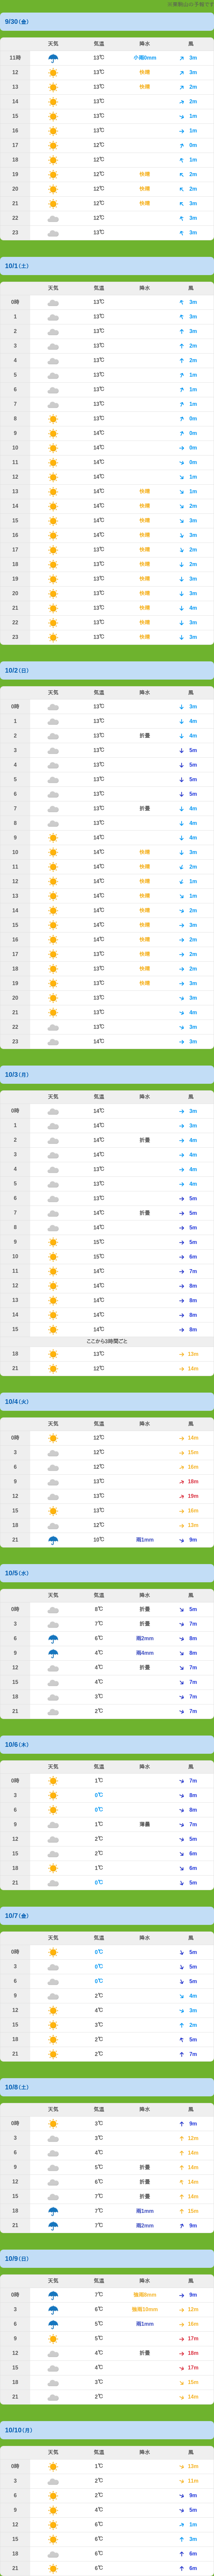 9/30(金)
天気 気温 降水 風
11時 13℃ 小雨0mm 3m
12 13℃ 快晴 3m
13 13℃ 快晴 2m
14 13℃ 2m
15 13℃ 1m
16 13℃ 1m
17 12℃ 0m
18 12℃ 1m
19 12℃ 快晴 2m
20 12℃ 快晴 2m
21 12℃ 快晴 3m
22 12℃ 3m
23 13℃ 3m
10/1(土)
天気 気温 降水 風
0時 13℃ 3m
1 13℃ 3m
2 13℃ 3m
3 13℃ 2m
4 13℃ 2m
5 13℃ 1m
6 13℃ 1m
7 13℃ 1m
8 13℃ 0m
9 14℃ 0m
10 14℃ 0m
11 14℃ 0m
12 14℃ 1m
13 14℃ 快晴 1m
14 14℃ 快晴 2m
15 14℃ 快晴 3m
16 14℃ 快晴 3m
17 13℃ 快晴 2m
18 13℃ 快晴 2m
19 13℃ 快晴 3m
20 13℃ 快晴 3m
21 13℃ 快晴 4m
22 13℃ 快晴 3m
23 13℃ 快晴 3m
10/2(日)
天気 気温 降水 風
0時 13℃ 3m
1 13℃ 4m
2 13℃ 折曇 4m
3 13℃ 5m
4 13℃ 5m
5 13℃ 5m
6 13℃ 5m
7 13℃ 折曇 4m
8 13℃ 4m
9 14℃ 4m
10 14℃ 快晴 3m
11 14℃ 快晴 2m
12 14℃ 快晴 1m
13 14℃ 快晴 1m
14 14℃ 快晴 2m
15 14℃ 快晴 3m
16 14℃ 快晴 2m
17 13℃ 快晴 2m
18 13℃ 快晴 2m
19 13℃ 快晴 3m
20 13℃ 3m
21 13℃ 4m
22 13℃ 3m
23 14℃ 3m
10/3(月)
天気 気温 降水 風
0時 14℃ 3m
1 14℃ 3m
2 14℃ 折曇 4m
3 14℃ 4m
4 13℃ 4m
5 13℃ 4m
6 13℃ 5m
7 14℃ 折曇 5m
8 14℃ 5m
9 15℃ 5m
10 15℃ 6m
11 14℃ 7m
12 14℃ 8m
13 14℃ 8m
14 14℃ 8m
15 14℃ 8m
ここから3時間ごと
18 13℃ 13m
21 12℃ 14m
10/4(火)
天気 気温 降水 風
0時 12℃ 14m
3 12℃ 15m
6 12℃ 16m
9 13℃ 18m
12 13℃ 19m
15 13℃ 16m
18 12℃ 13m
21 10℃ 雨1mm 9m
10/5(水)
天気 気温 降水 風
0時 8℃ 折曇 5m
3 7℃ 折曇 7m
6 6℃ 雨2mm 8m
9 4℃ 雨4mm 8m
12 4℃ 折曇 7m
15 4℃ 7m
18 3℃ 7m
21 2℃ 7m
10/6(木)
天気 気温 降水 風
0時 1℃ 7m
3 0℃ 8m
6 0℃ 8m
9 1℃ 薄曇 7m
12 2℃ 5m
15 2℃ 6m
18 1℃ 6m
21 0℃ 5m
10/7(金)
天気 気温 降水 風
0時 0℃ 5m
3 0℃ 5m
6 0℃ 5m
9 2℃ 4m
12 4℃ 3m
15 3℃ 2m
18 2℃ 5m
21 2℃ 7m
10/8(土)
天気 気温 降水 風
0時 3℃ 9m
3 3℃ 12m
6 4℃ 14m
9 5℃ 折曇 14m
12 6℃ 折曇 14m
15 7℃ 折曇 14m
18 7℃ 雨1mm 15m
21 7℃ 雨2mm 9m
10/9(日)
天気 気温 降水 風
0時 7℃ 強雨8mm 9m
3 6℃ 強雨10mm 12m
6 5℃ 雨1mm 16m
9 5℃ 17m
12 4℃ 折曇 18m
15 4℃ 17m
18 3℃ 15m
21 2℃ 14m
10/10(月)
天気 気温 降水 風
0時 1℃ 13m
3 2℃ 11m
6 2℃ 9m
9 4℃ 5m
12 6℃ 1m
15 6℃ 3m
18 6℃ 6m
21 6℃ 6m